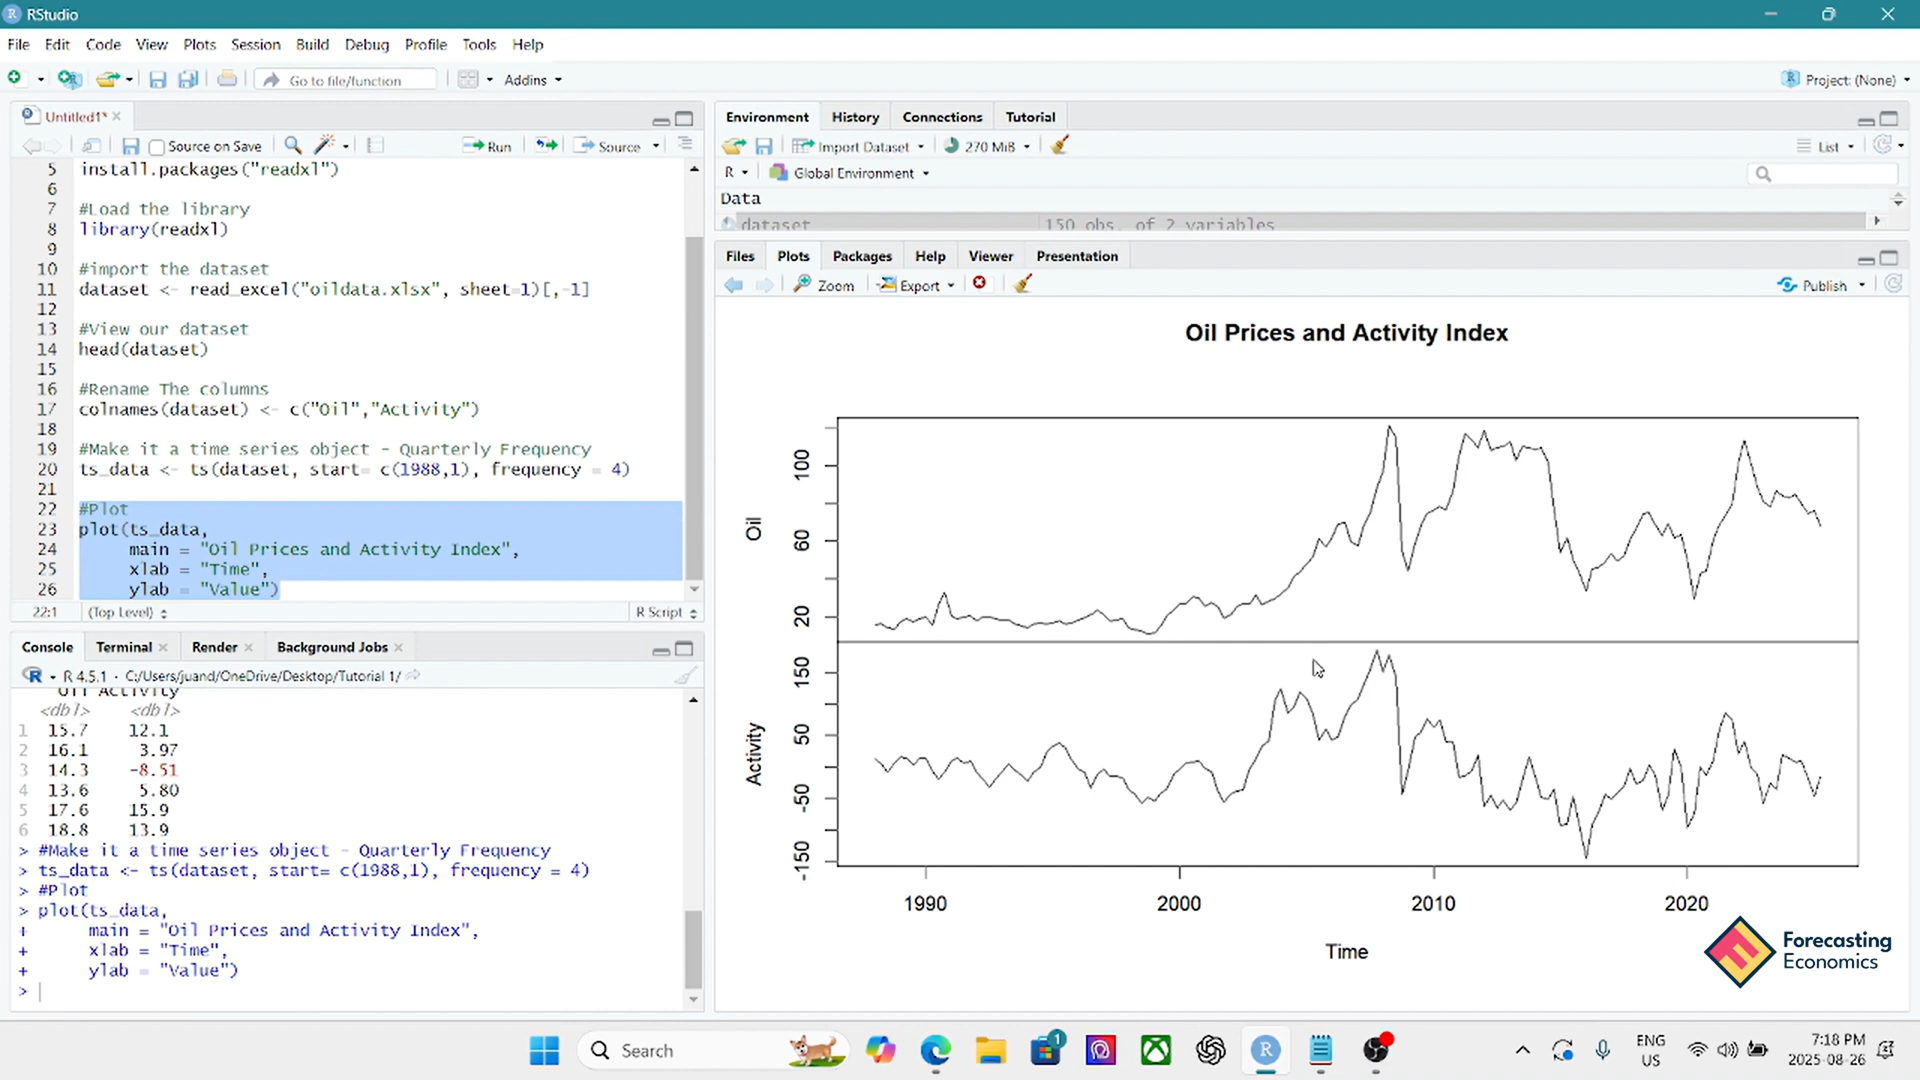 RStudio
File Edit Code View Plots Session Build Debug Profile Tools Help
Go to file/function Addins Project: (None)
Untitled1*
Source on Save Run Source
5 install.packages("readxl")
6
7 #Load the library
8 library(readxl)
9
10 #import the dataset
11 dataset <- read_excel("oildata.xlsx", sheet=1)[,-1]
12
13 #View our dataset
14 head(dataset)
15
16 #Rename The columns
17 colnames(dataset) <- c("Oil","Activity")
18
19 #Make it a time series object - Quarterly Frequency
20 ts_data <- ts(dataset, start= c(1988,1), frequency = 4)
21
22 #Plot
23 plot(ts_data,
24 main = "Oil Prices and Activity Index",
25 xlab = "Time",
26 ylab = "Value")
22:1 (Top Level) R Script
Console Terminal Render Background Jobs
R 4.5.1 · C:/Users/juand/OneDrive/Desktop/Tutorial 1/
Oil Activity
<dbl> <dbl>
1 15.7 12.1
2 16.1 3.97
3 14.3 -8.51
4 13.6 5.80
5 17.6 15.9
6 18.8 13.9
> #Make it a time series object - Quarterly Frequency
> ts_data <- ts(dataset, start= c(1988,1), frequency = 4)
> #Plot
> plot(ts_data,
+ main = "Oil Prices and Activity Index",
+ xlab = "Time",
+ ylab = "Value")
>
Environment History Connections Tutorial
Import Dataset 270 MiB List
R Global Environment
Data
dataset 150 obs. of 2 variables
Files Plots Packages Help Viewer Presentation
Zoom Export Publish
Oil Prices and Activity Index
Oil
100
60
20
Activity
150
50
-50
-150
1990 2000 2010 2020
Time
Forecasting
Economics
Search
1
ENG
US
7:18 PM
2025-08-26